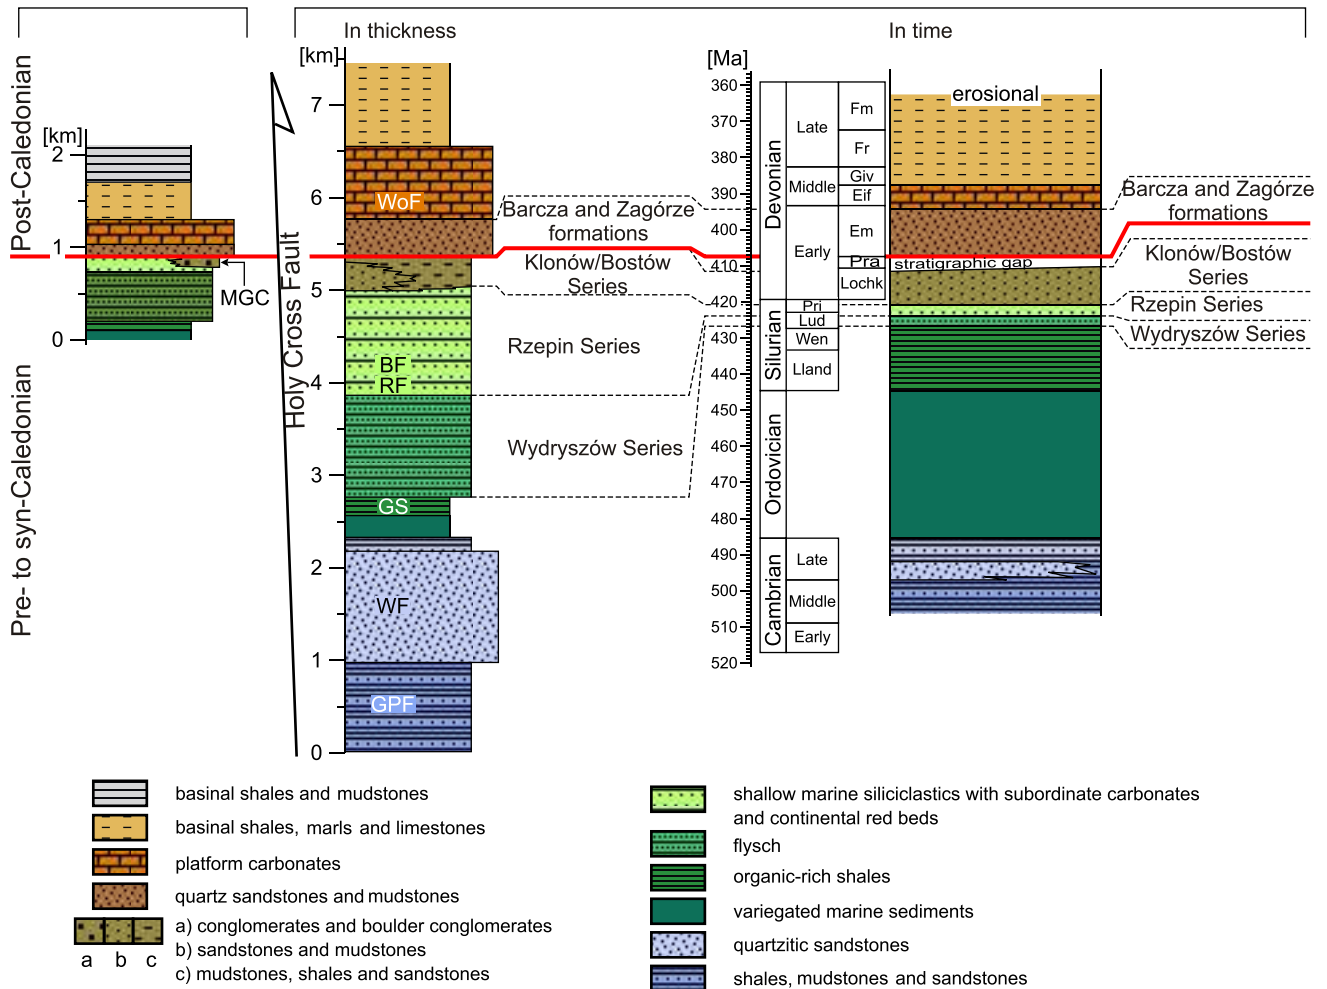 In thickness
In time
Post-Caledonian
Pre- to syn-Caledonian
[km]
2
1
0
MGC
Holy Cross Fault
[km]
7
6
5
4
3
2
1
0
WoF
BF
RF
GS
WF
GPF
Barcza and Zagórze
formations
Klonów/Bostów
Series
Rzepin Series
Wydryszów Series
[Ma]
360
370
380
390
400
410
420
430
440
450
460
470
480
490
500
510
520
Devonian
Silurian
Ordovician
Cambrian
Late
Middle
Early
Fm
Fr
Giv
Eif
Em
Pra
Lochk
Pri
Lud
Wen
Lland
Late
Middle
Early
erosional
stratigraphic gap
Barcza and Zagórze
formations
Klonów/Bostów
Series
Rzepin Series
Wydryszów Series
basinal shales and mudstones
basinal shales, marls and limestones
platform carbonates
quartz sandstones and mudstones
a b c
a) conglomerates and boulder conglomerates
b) sandstones and mudstones
c) mudstones, shales and sandstones
shallow marine siliciclastics with subordinate carbonates
and continental red beds
flysch
organic-rich shales
variegated marine sediments
quartzitic sandstones
shales, mudstones and sandstones